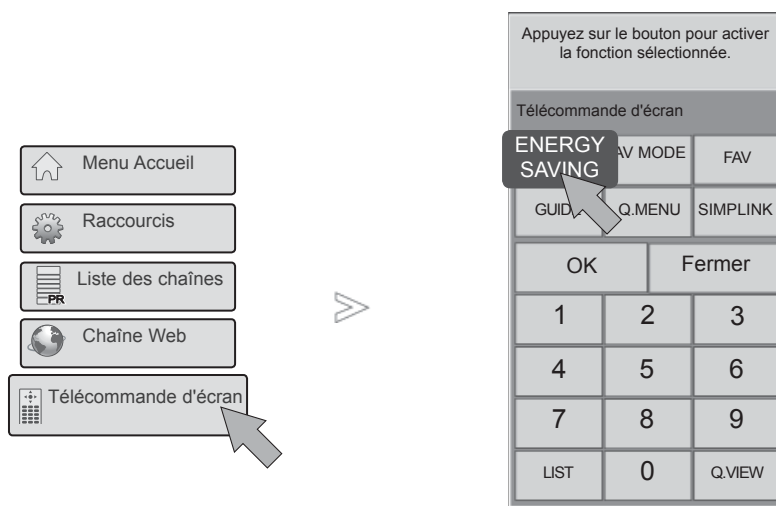 Menu Accueil
Raccourcis
Liste des chaînes
PR
Chaîne Web
Télécommande d'écran
Appuyez sur le bouton pour activer
la fonction sélectionnée.
Télécommande d'écran
ENERGY
SAVING
AV MODE
FAV
GUIDE
Q.MENU
SIMPLINK
OK
Fermer
1
2
3
4
5
6
7
8
9
LIST
0
Q.VIEW